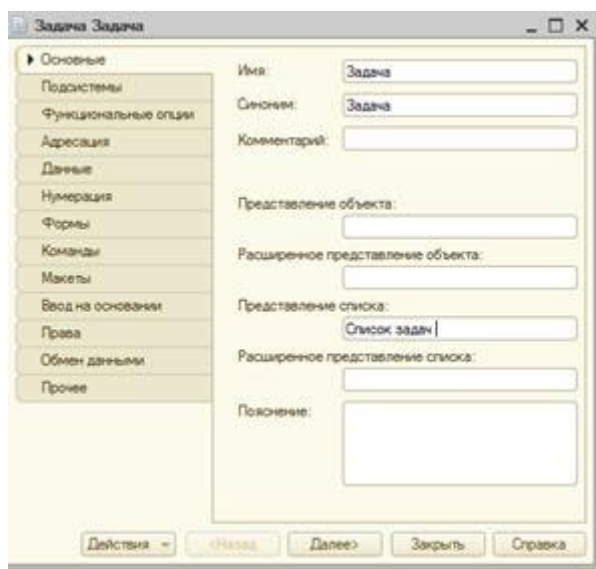 Задача Задача
Основные
Подсистемы
Функциональные опции
Адресация
Данные
Нумерация
Формы
Команды
Макеты
Ввод на основании
Права
Обмен данными
Прочее
Имя: Задача
Синоним: Задача
Комментарий:
Представление объекта:
Расширенное представление объекта:
Представление списка:
Список задач
Расширенное представление списка:
Пояснение:
Действия <Назад Далее> Закрыть Справка